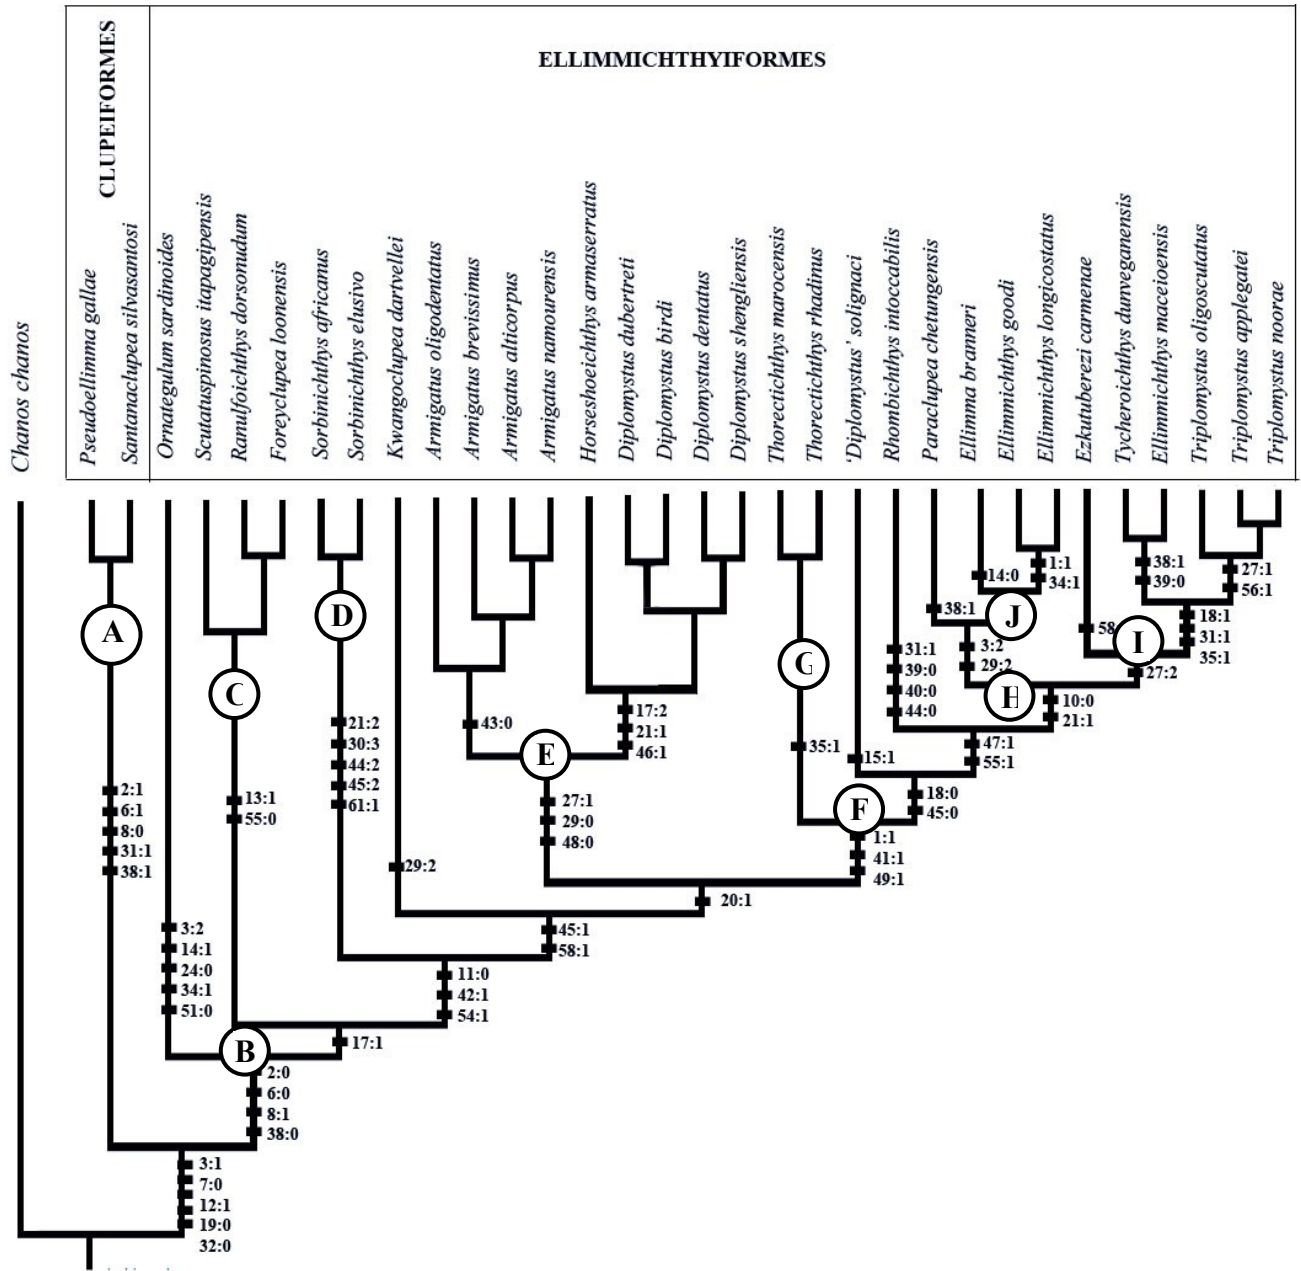 ELLIMMICHTHYIFORMES
CLUPEIFORMES
Chanos chanos
Pseudoellimma gallae
Santanaclupea silvasantosi
Ornategulum sardinoides
Scutatuspinosus itapagipensis
Ranulfoichthys dorsonudum
Foreyclupea loonensis
Sorbinichthys africanus
Sorbinichthys elusivo
Kwangoclupea dartvellei
Armigatus oligodentatus
Armigatus brevissimus
Armigatus alticorpus
Armigatus namourensis
Horseshoeichthys armaserratus
Diplomystus dubertreti
Diplomystus birdi
Diplomystus dentatus
Diplomystus shengliensis
Thorectichthys marocensis
Thorectichthys rhadinus
‘Diplomystus’ solignaci
Rhombichthys intoccabilis
Paraclupea chetungensis
Ellimma branneri
Ellimmichthys goodi
Ellimmichthys longicostatus
Ezkutuberezi carmenae
Tycheroichthys dunveganensis
Ellimmichthys maceioensis
Triplomystus oligoscutatus
Triplomystus applegatei
Triplomystus noorae
A
2:1
6:1
8:0
31:1
38:1
3:2
14:1
24:0
34:1
51:0
C
13:1
55:0
D
21:2
30:3
44:2
45:2
61:1
29:2
43:0
E
17:2
21:1
46:1
27:1
29:0
48:0
G
35:1
15:1
F
1:1
41:1
49:1
18:0
45:0
31:1
39:0
40:0
44:0
47:1
55:1
38:1
14:0
1:1
34:1
J
3:2
29:2
H
10:0
21:1
58
I
27:2
38:1
39:0
27:1
56:1
18:1
31:1
35:1
20:1
45:1
58:1
11:0
42:1
54:1
17:1
B
2:0
6:0
8:1
38:0
3:1
7:0
12:1
19:0
32:0